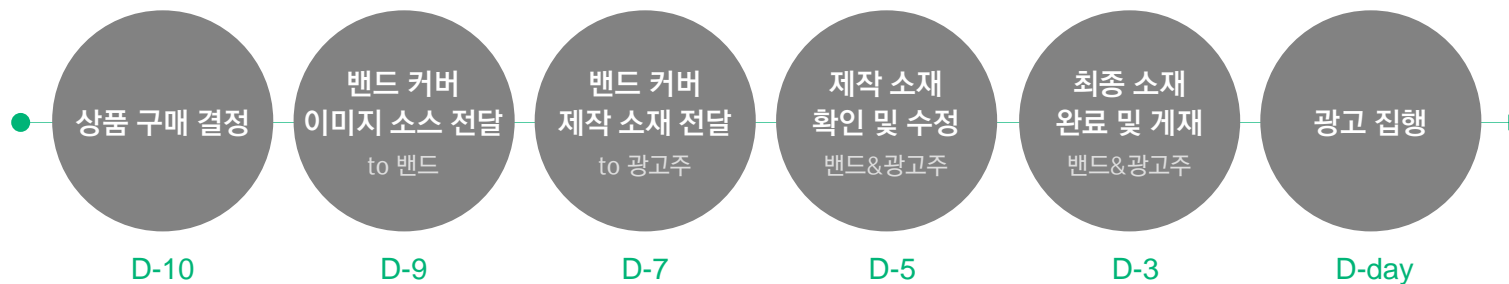 상품 구매 결정
D-10
밴드 커버
이미지 소스 전달
to 밴드
D-9
밴드 커버
제작 소재 전달
to 광고주
D-7
제작 소재
확인 및 수정
밴드&광고주
D-5
최종 소재
완료 및 게재
밴드&광고주
D-3
광고 집행
D-day